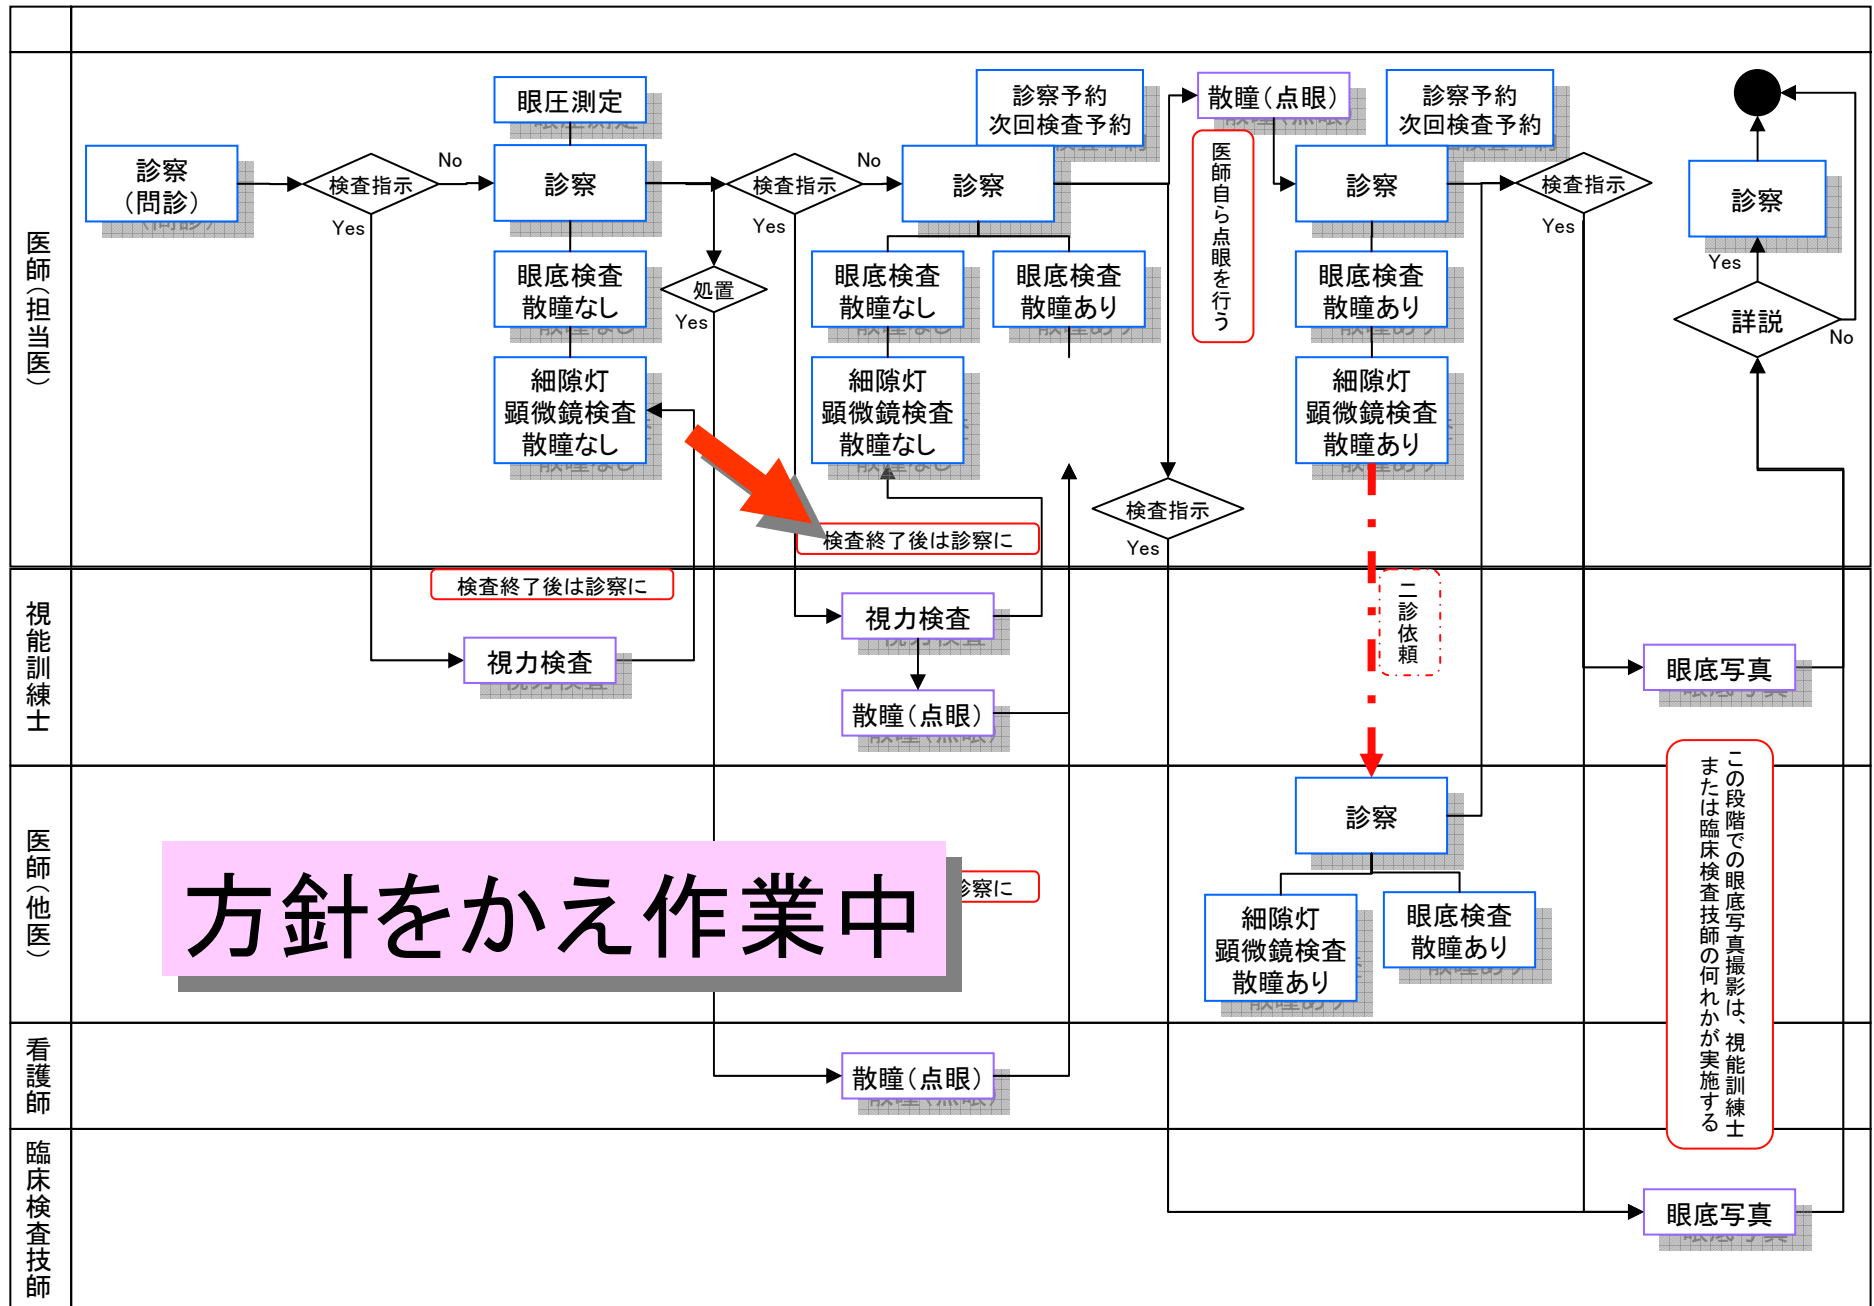 医師（担当医）
診察
（問診）
検査指示
No
Yes
眼圧測定
診察
眼底検査
散瞳なし
細隙灯
顕微鏡検査
散瞳なし
処置
Yes
検査指示
No
Yes
診察予約
次回検査予約
診察
眼底検査
散瞳なし
眼底検査
散瞳あり
細隙灯
顕微鏡検査
散瞳なし
検査終了後は診察に
散瞳（点眼）
医師自ら点眼を行う
検査指示
Yes
診察予約
次回検査予約
診察
眼底検査
散瞳あり
細隙灯
顕微鏡検査
散瞳あり
検査指示
Yes
診察
Yes
詳説
No
視能訓練士
検査終了後は診察に
視力検査
視力検査
散瞳（点眼）
二診依頼
眼底写真
医師（他医）
方針をかえ作業中
診察に
診察
細隙灯
顕微鏡検査
散瞳あり
眼底検査
散瞳あり
この段階での眼底写真撮影は、視能訓練士
または臨床検査技師の何れかが実施する
看護師
散瞳（点眼）
臨床検査技師
眼底写真